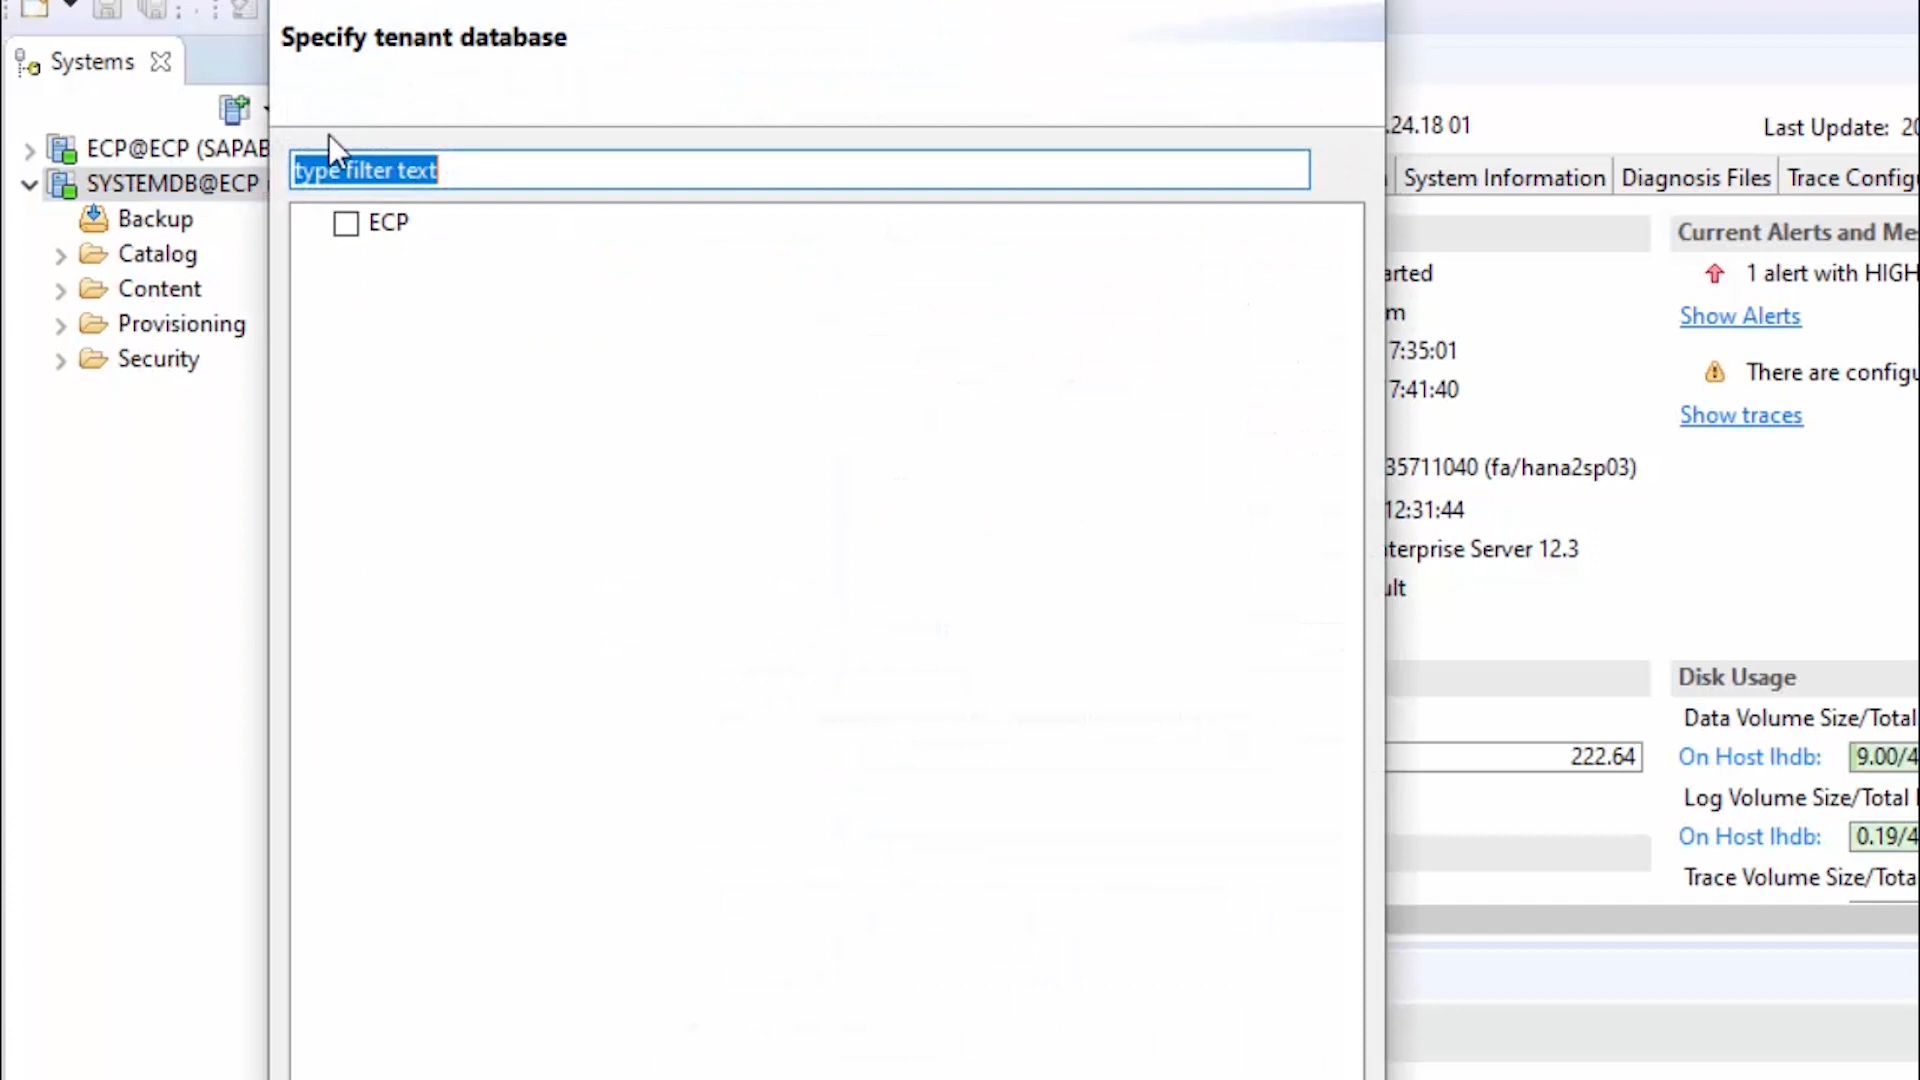 Specify tenant database
Systems
ECP@ECP (SAPAB
SYSTEMDB@ECP
Backup
Catalog
Content
Provisioning
Security
type filter text
ECP
.24.18 01
Last Update: 20
System Information
Diagnosis Files
Trace Configu
Current Alerts and Me
arted
1 alert with HIGH
m
Show Alerts
7:35:01
There are configu
7:41:40
Show traces
35711040 (fa/hana2sp03)
12:31:44
terprise Server 12.3
ult
Disk Usage
Data Volume Size/Total
222.64
On Host lhdb:
9.00/4
Log Volume Size/Total
On Host lhdb:
0.19/4
Trace Volume Size/Tota